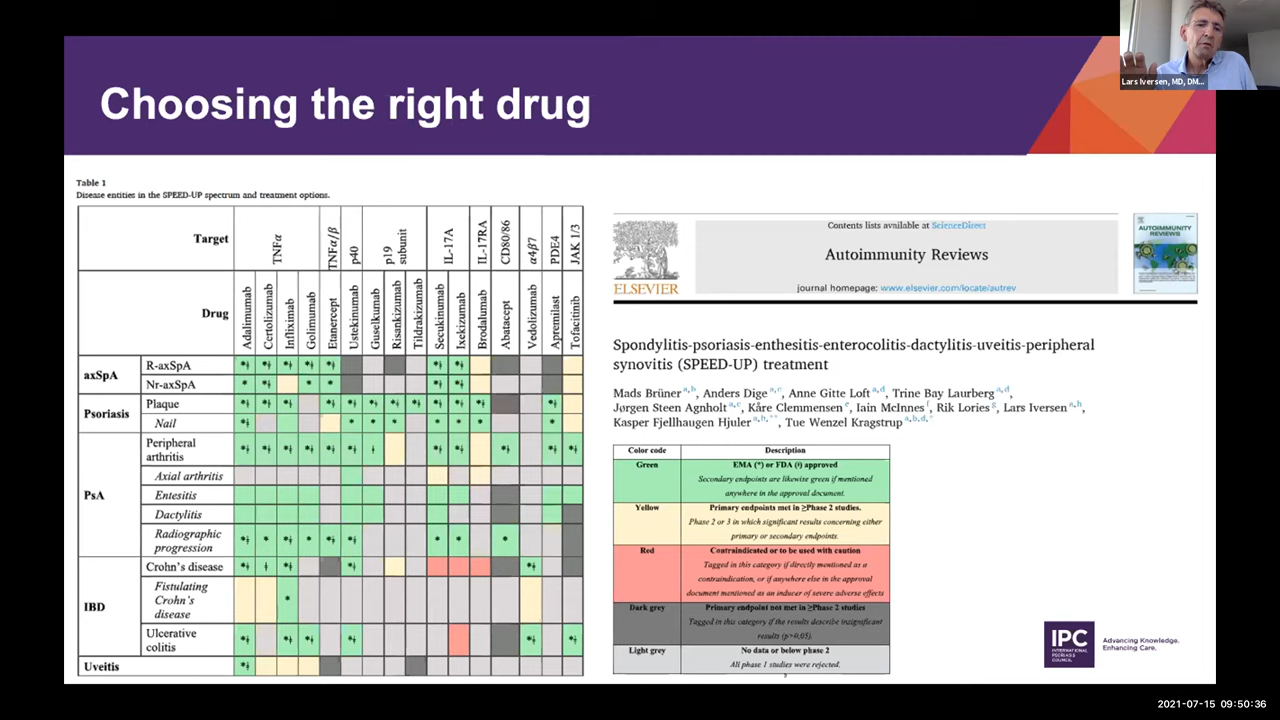 Choosing the right drug
Lars Iversen, MD, DM...
Table 1
Disease entities in the SPEED-UP spectrum and treatment options.
Target
TNFα
TNFα/β
p40
p19
subunit
IL-17A
IL-17RA
CD80/86
α4β7
PDE4
JAK 1/3
Drug
Adalimumab
Certolizumab
Infliximab
Golimumab
Etanercept
Ustekinumab
Guselkumab
Risankizumab
Tildrakizumab
Secukinumab
Ixekizumab
Brodalumab
Abatacept
Vedolizumab
Apremilast
Tofacitinib
axSpA
R-axSpA
Nr-axSpA
Psoriasis
Plaque
Nail
PsA
Peripheral
arthritis
Axial arthritis
Entesitis
Dactylitis
Radiographic
progression
IBD
Crohn's disease
Fistulating
Crohn's
disease
Ulcerative
colitis
Uveitis
ELSEVIER
Contents lists available at ScienceDirect
Autoimmunity Reviews
journal homepage: www.elsevier.com/locate/autrev
AUTOIMMUNITY
REVIEWS
Spondylitis-psoriasis-enthesitis-enterocolitis-dactylitis-uveitis-peripheral
synovitis (SPEED-UP) treatment
Mads Brüner a,b, Anders Dige a,c, Anne Gitte Loft a,d, Trine Bay Laurberg a,d,
Jørgen Steen Agnholt a,c, Kåre Clemmensen e, Iain McInnes f, Rik Lories g, Lars Iversen a,h,
Kasper Fjellhaugen Hjuler a,h,**, Tue Wenzel Kragstrup a,b,d,*
Color code
Description
Green
EMA (*) or FDA (ǂ) approved
Secondary endpoints are likewise green if mentioned
anywhere in the approval document.
Yellow
Primary endpoints met in ≥Phase 2 studies.
Phase 2 or 3 in which significant results concerning either
primary or secondary endpoints.
Red
Contraindicated or to be used with caution
Tagged in this category if directly mentioned as a
contraindication, or if anywhere else in the approval
document mentioned as an inducer of severe adverse effects
Dark grey
Primary endpoint not met in ≥Phase 2 studies
Tagged in this category if the results describe insignificant
results (p>0,05).
Light grey
No data or below phase 2
All phase 1 studies were rejected.
IPC
INTERNATIONAL
PSORIASIS
COUNCIL
Advancing Knowledge.
Enhancing Care.
2021-07-15 09:50:36